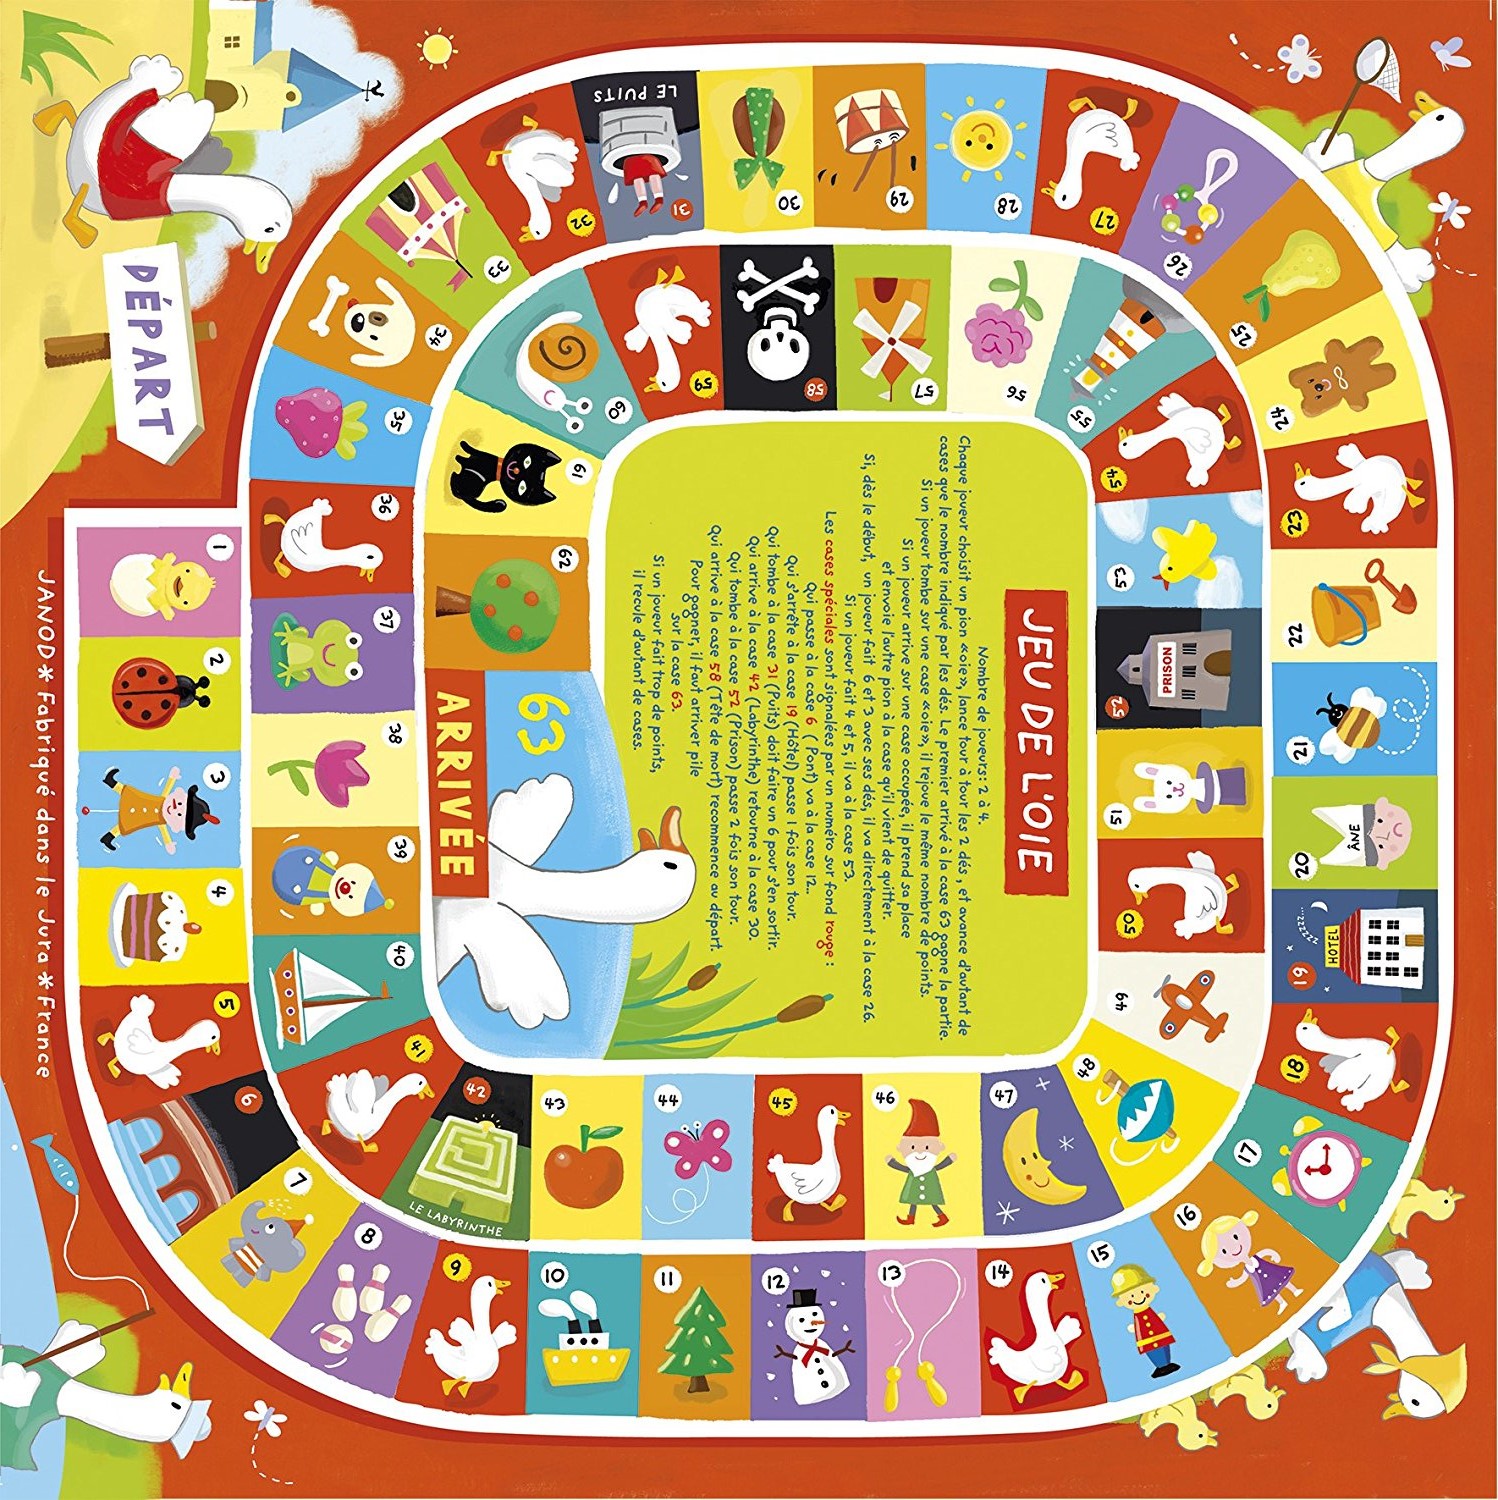 DÉPART
1
2
3
4
5
6
7
8
9
10
11
12
13
14
15
16
17
18
19
HOTEL
zzzzz...
20
ÂNE
21
22
23
24
25
26
27
28
29
30
31
LE PUITS
32
33
34
35
36
37
38
39
40
41
42
LE LABYRINTHE
43
44
45
46
47
48
49
50
51
52
PRISON
53
54
55
56
57
58
59
60
61
62
63
ARRIVÉE
JEU DE L'OIE
Nombre de joueurs: 2 à 4.
Chaque joueur choisit un pion «oie», lance tour à tour les 2 dés, et avance d'autant de
cases que le nombre indiqué par les dés. Le premier arrivé à la case 63 gagne la partie.
Si un joueur tombe sur une case «oie», il rejoue le même nombre de points.
Si un joueur arrive sur une case occupée, il prend sa place
et envoie l'autre pion à la case qu'il vient de quitter.
Si, dès le début, un joueur fait 6 et 3 avec ses dés, il va directement à la case 26.
Si un joueur fait 4 et 5, il va à la case 53.
Les cases spéciales sont signalées par un numéro sur fond rouge :
Qui passe à la case 6 ( Pont) va à la case 12..
Qui s'arrête à la case 19 (Hôtel) passe 1 fois son tour.
Qui tombe à la case 31 (Puits) doit faire un 6 pour s'en sortir.
Qui arrive à la case 42 (Labyrinthe) retourne à la case 30.
Qui tombe à la case 52 (Prison) passe 2 fois son tour.
Qui arrive à la case 58 (Tête de mort) recommence au départ.
Pour gagner, il faut arriver pile
sur la case 63.
Si un joueur fait trop de points,
il recule d'autant de cases.
JANOD * Fabriqué dans le Jura * France